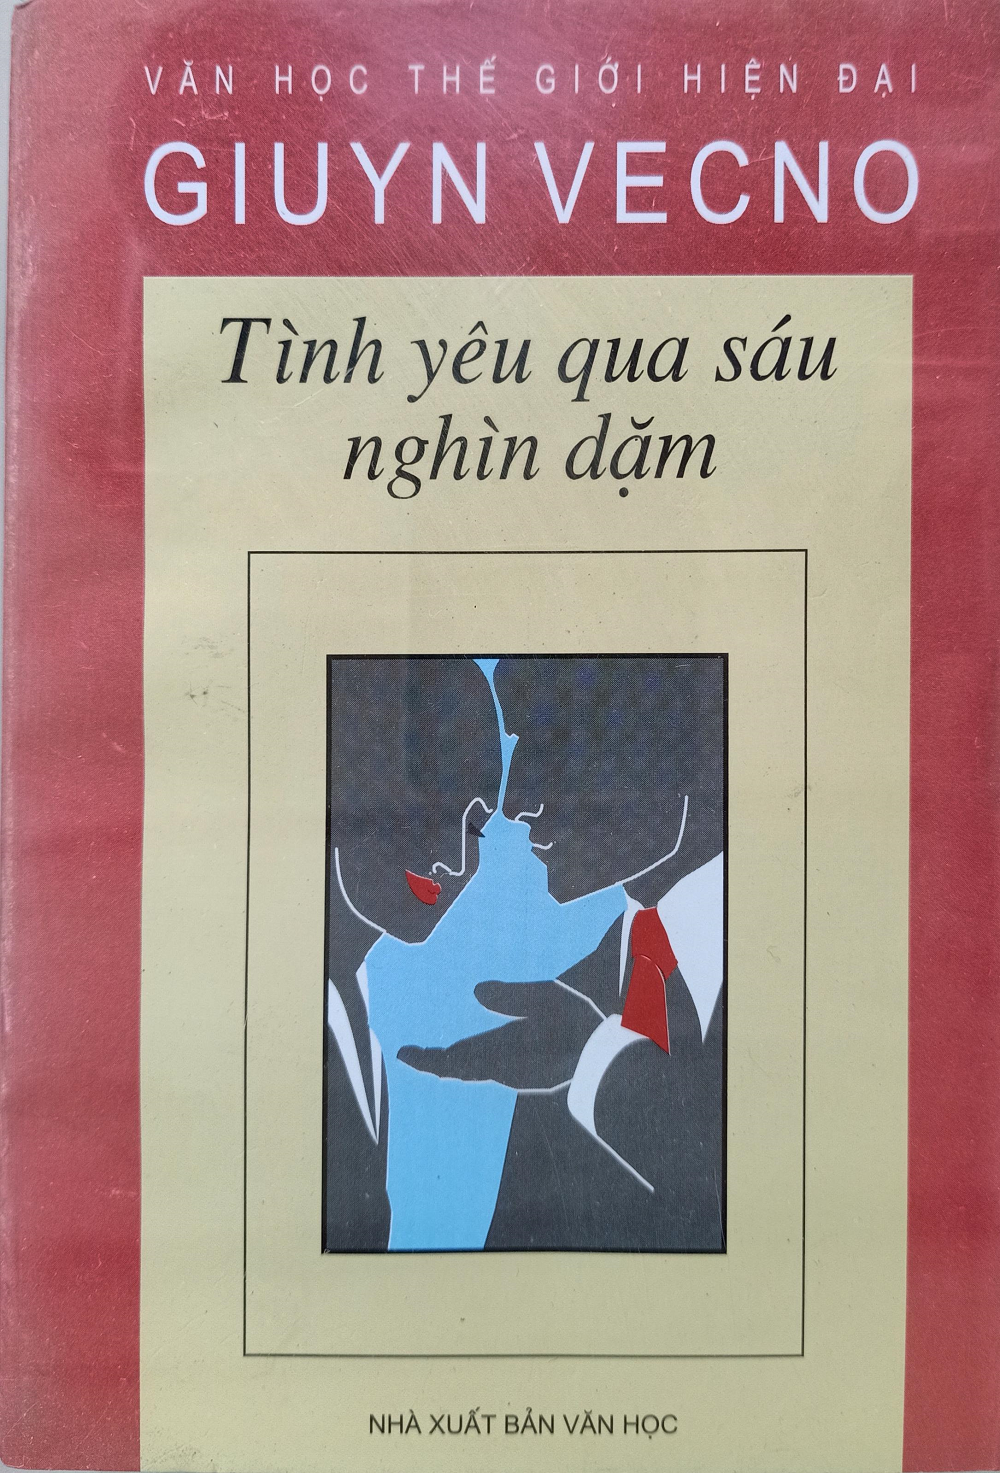 VĂN HỌC THẾ GIỚI HIỆN ĐẠI
GIUYN VECNO
Tình yêu qua sáu
nghìn dặm
NHÀ XUẤT BẢN VĂN HỌC